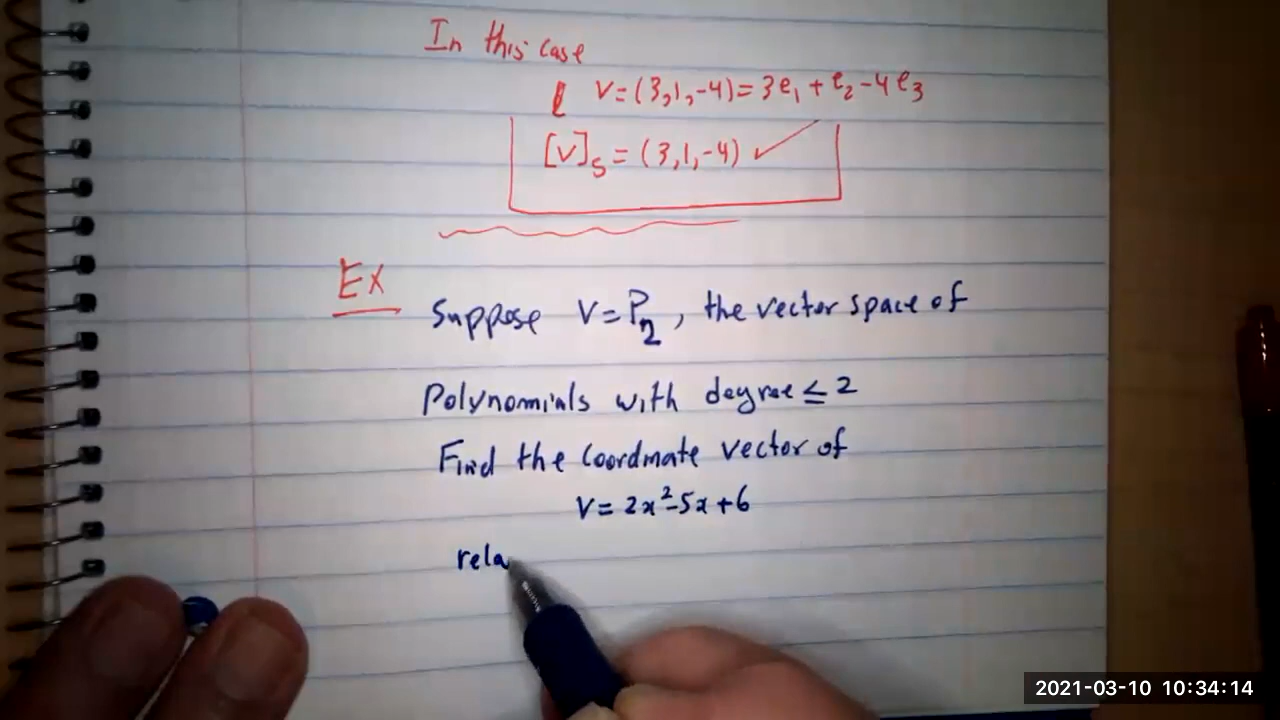 In this case
V=(3,1,-4)=3e₁+e₂-4e₃
[V]ₛ=(3,1,-4) ✓
Ex
Suppose V=P₂, the vector space of
Polynomials with degree ≤ 2
Find the Coordinate vector of
V=2x²-5x+6
rela
2021-03-10 10:34:14